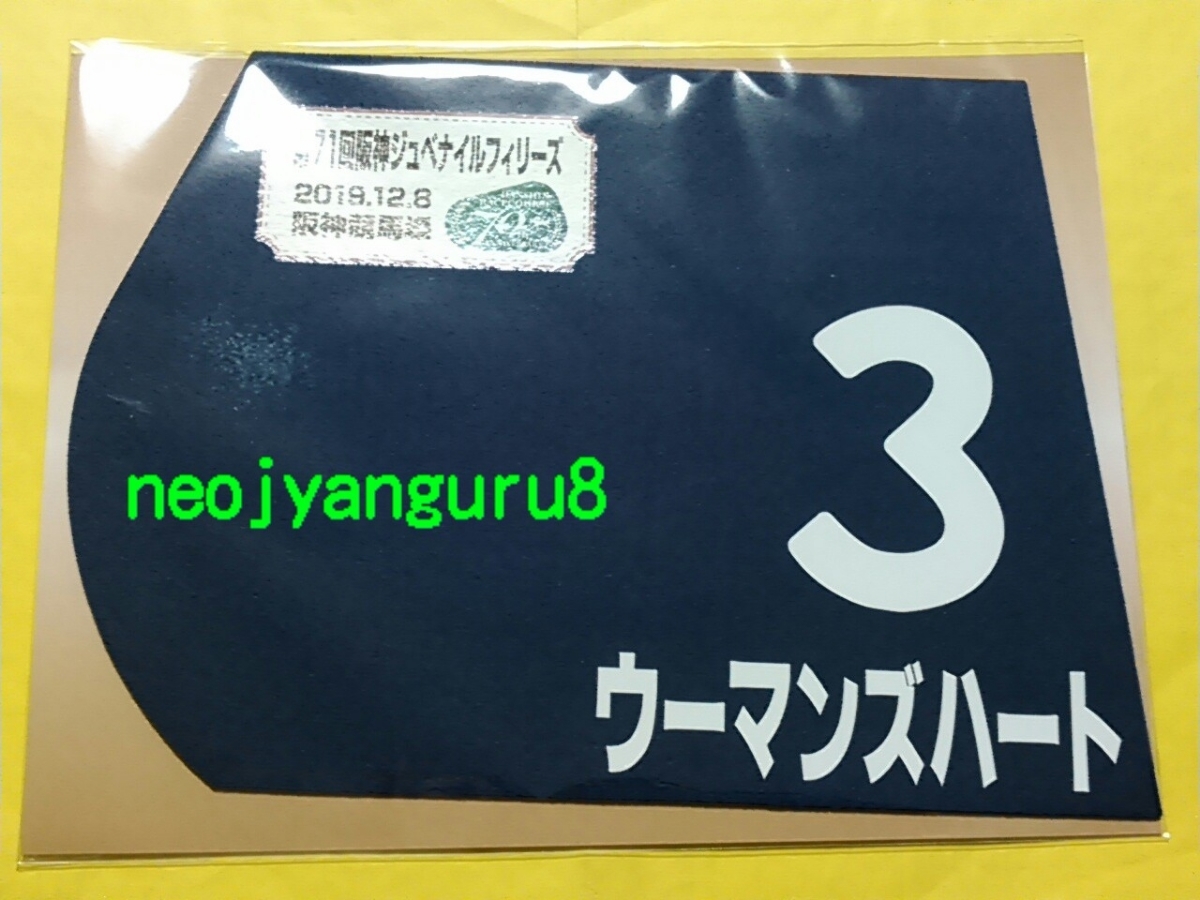 第71回阪神ジュベナイルフィリーズ
2019.12.8
阪神競馬場
3
neojyanguru8
ウーマンズハート